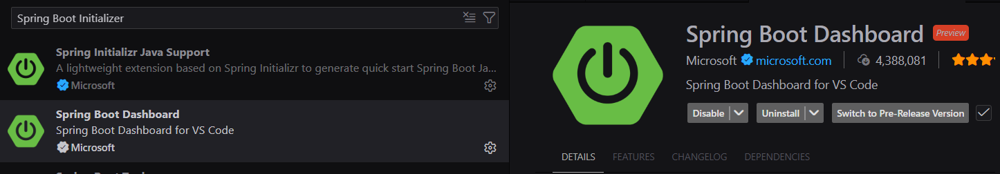 Spring Boot Initializer
Spring Initializr Java Support
A lightweight extension based on Spring Initializr to generate quick start Spring Boot Ja...
Microsoft
Spring Boot Dashboard
Spring Boot Dashboard for VS Code
Microsoft
Spring Boot Dashboard Preview
Microsoft microsoft.com 4,388,081
Spring Boot Dashboard for VS Code
Disable Uninstall Switch to Pre-Release Version
DETAILS FEATURES CHANGELOG DEPENDENCIES